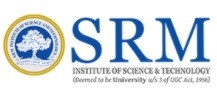 SRM
INSTITUTE OF SCIENCE & TECHNOLOGY
(Deemed to be University u/s 3 of UGC Act, 1956)